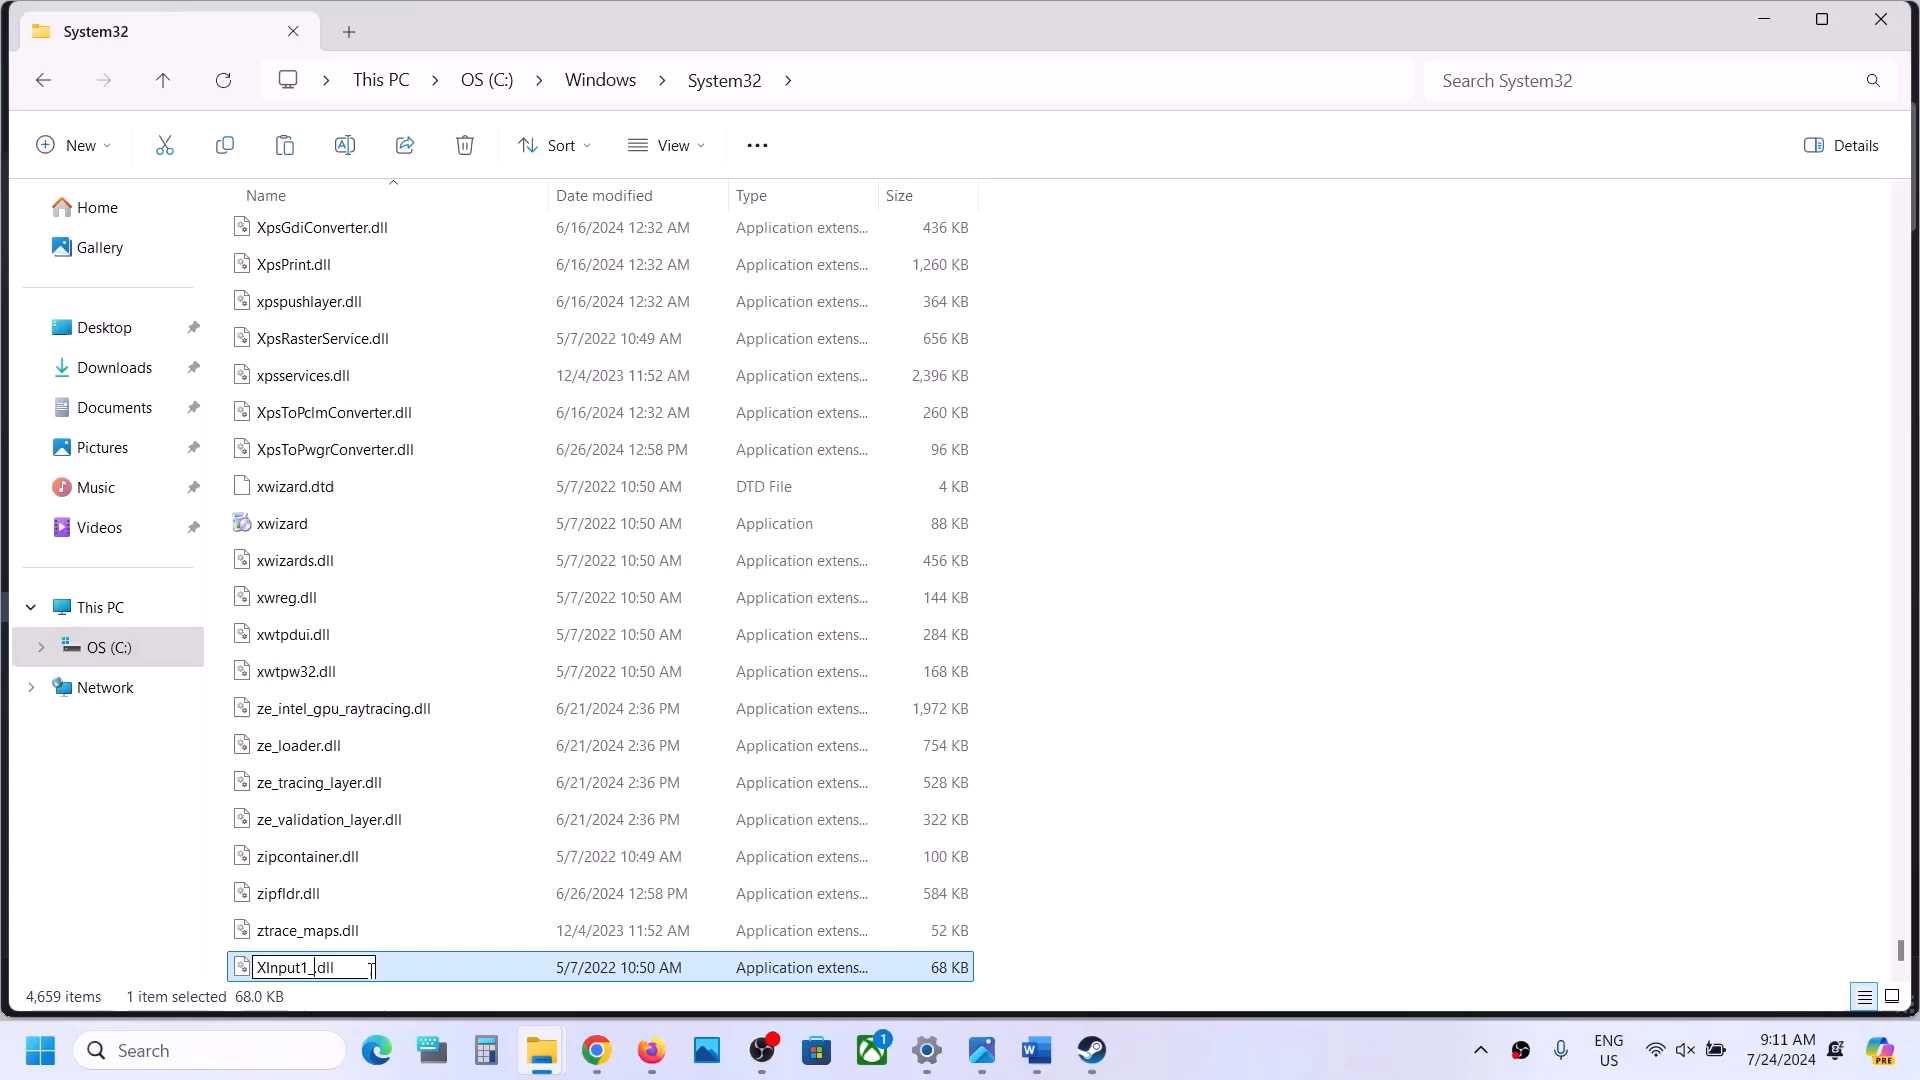 System32
This PC
OS (C:)
Windows
System32
Search System32
New
Sort
View
Details
Name Date modified Type Size
Home
Gallery
Desktop
Downloads
Documents
Pictures
Music
Videos
This PC
OS (C:)
Network
XpsGdiConverter.dll 6/16/2024 12:32 AM Application extens... 436 KB
XpsPrint.dll 6/16/2024 12:32 AM Application extens... 1,260 KB
xpspushlayer.dll 6/16/2024 12:32 AM Application extens... 364 KB
XpsRasterService.dll 5/7/2022 10:49 AM Application extens... 656 KB
xpsservices.dll 12/4/2023 11:52 AM Application extens... 2,396 KB
XpsToPclmConverter.dll 6/16/2024 12:32 AM Application extens... 260 KB
XpsToPwgrConverter.dll 6/26/2024 12:58 PM Application extens... 96 KB
xwizard.dtd 5/7/2022 10:50 AM DTD File 4 KB
xwizard 5/7/2022 10:50 AM Application 88 KB
xwizards.dll 5/7/2022 10:50 AM Application extens... 456 KB
xwreg.dll 5/7/2022 10:50 AM Application extens... 144 KB
xwtpdui.dll 5/7/2022 10:50 AM Application extens... 284 KB
xwtpw32.dll 5/7/2022 10:50 AM Application extens... 168 KB
ze_intel_gpu_raytracing.dll 6/21/2024 2:36 PM Application extens... 1,972 KB
ze_loader.dll 6/21/2024 2:36 PM Application extens... 754 KB
ze_tracing_layer.dll 6/21/2024 2:36 PM Application extens... 528 KB
ze_validation_layer.dll 6/21/2024 2:36 PM Application extens... 322 KB
zipcontainer.dll 5/7/2022 10:49 AM Application extens... 100 KB
zipfldr.dll 6/26/2024 12:58 PM Application extens... 584 KB
ztrace_maps.dll 12/4/2023 11:52 AM Application extens... 52 KB
XInput1_.dll 5/7/2022 10:50 AM Application extens... 68 KB
4,659 items 1 item selected 68.0 KB
Search
1
ENG
US
9:11 AM
7/24/2024
PRE